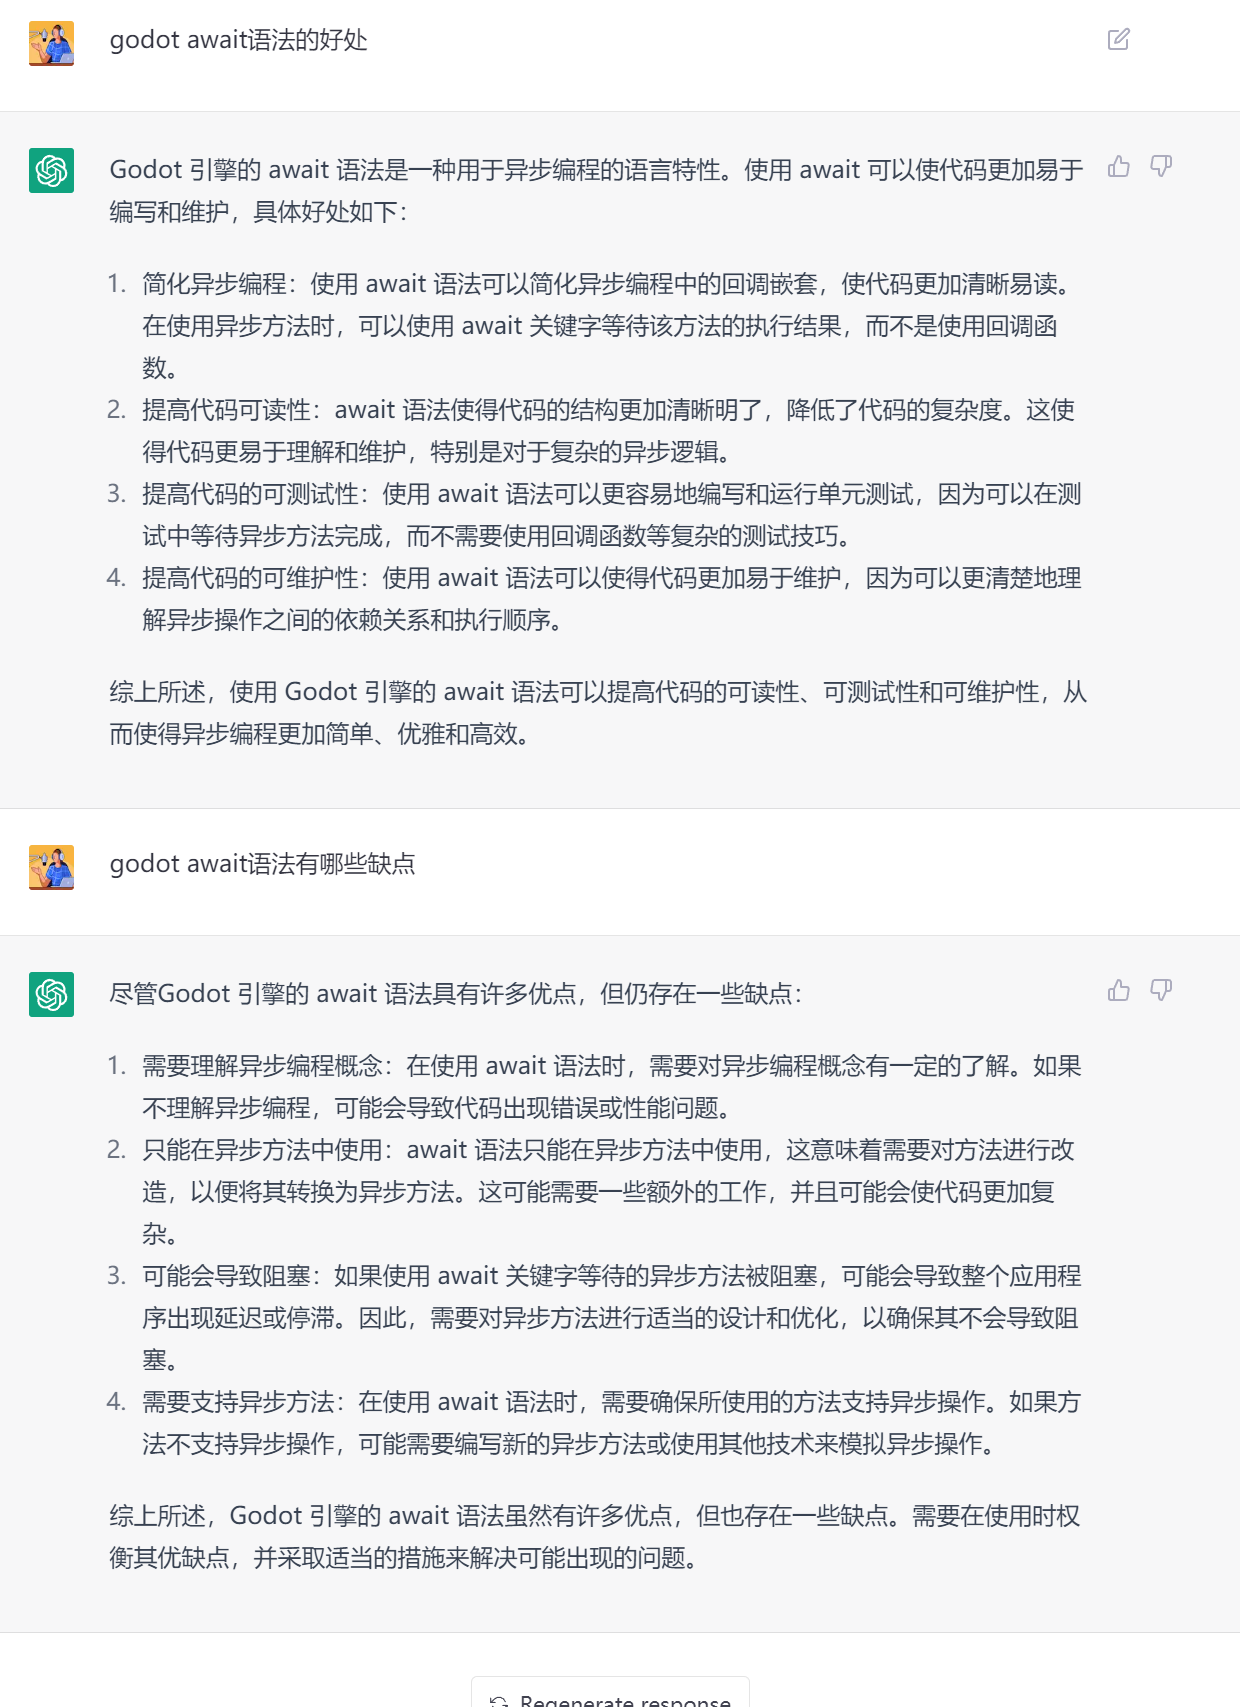 godot await语法的好处
Godot 引擎的 await 语法是一种用于异步编程的语言特性。使用 await 可以使代码更加易于
编写和维护，具体好处如下：
1. 简化异步编程：使用 await 语法可以简化异步编程中的回调嵌套，使代码更加清晰易读。
在使用异步方法时，可以使用 await 关键字等待该方法的执行结果，而不是使用回调函
数。
2. 提高代码可读性：await 语法使得代码的结构更加清晰明了，降低了代码的复杂度。这使
得代码更易于理解和维护，特别是对于复杂的异步逻辑。
3. 提高代码的可测试性：使用 await 语法可以更容易地编写和运行单元测试，因为可以在测
试中等待异步方法完成，而不需要使用回调函数等复杂的测试技巧。
4. 提高代码的可维护性：使用 await 语法可以使得代码更加易于维护，因为可以更清楚地理
解异步操作之间的依赖关系和执行顺序。
综上所述，使用 Godot 引擎的 await 语法可以提高代码的可读性、可测试性和可维护性，从
而使得异步编程更加简单、优雅和高效。
godot await语法有哪些缺点
尽管Godot 引擎的 await 语法具有许多优点，但仍存在一些缺点：
1. 需要理解异步编程概念：在使用 await 语法时，需要对异步编程概念有一定的了解。如果
不理解异步编程，可能会导致代码出现错误或性能问题。
2. 只能在异步方法中使用：await 语法只能在异步方法中使用，这意味着需要对方法进行改
造，以便将其转换为异步方法。这可能需要一些额外的工作，并且可能会使代码更加复
杂。
3. 可能会导致阻塞：如果使用 await 关键字等待的异步方法被阻塞，可能会导致整个应用程
序出现延迟或停滞。因此，需要对异步方法进行适当的设计和优化，以确保其不会导致阻
塞。
4. 需要支持异步方法：在使用 await 语法时，需要确保所使用的方法支持异步操作。如果方
法不支持异步操作，可能需要编写新的异步方法或使用其他技术来模拟异步操作。
综上所述，Godot 引擎的 await 语法虽然有许多优点，但也存在一些缺点。需要在使用时权
衡其优缺点，并采取适当的措施来解决可能出现的问题。
Regenerate response